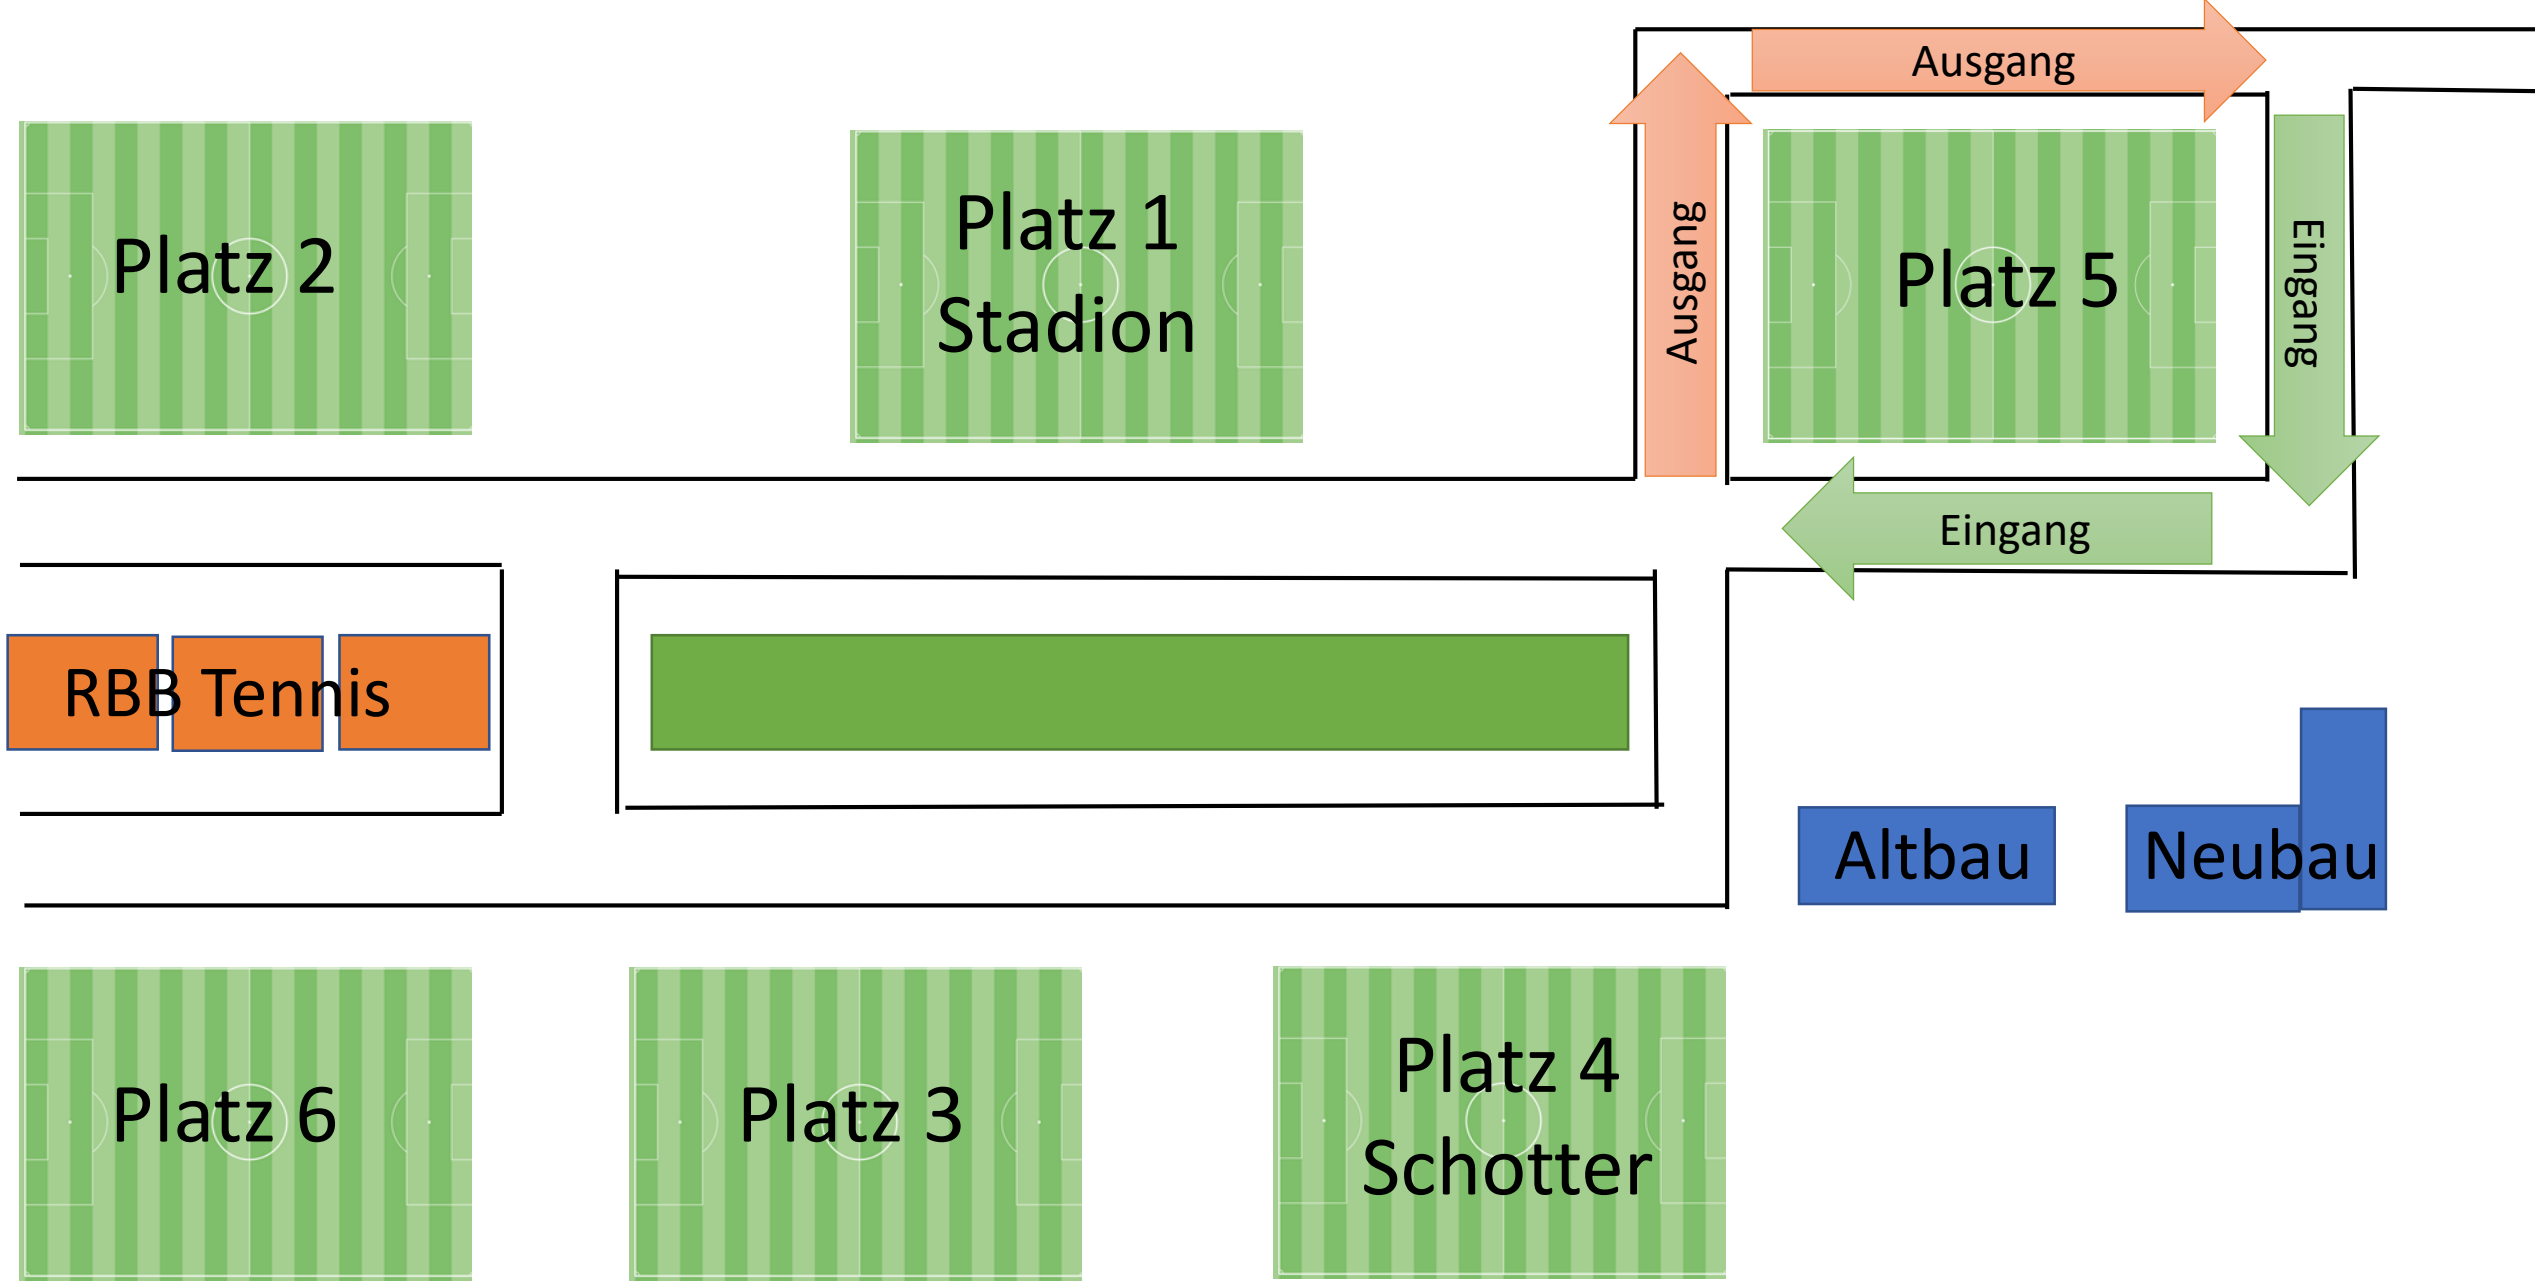 Ausgang
Platz 2
Platz 1
Stadion
Ausgang
Platz 5
Eingang
Eingang
RBB Tennis
Altbau
Neubau
Platz 6
Platz 3
Platz 4
Schotter